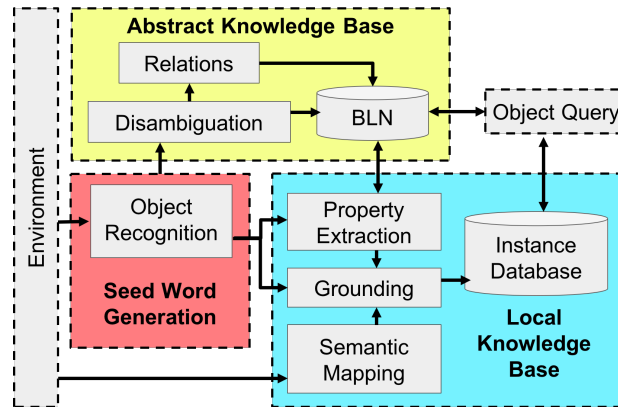 Abstract Knowledge Base
Relations
Disambiguation
BLN
Object Query
Environment
Object
Recognition
Seed Word
Generation
Property
Extraction
Grounding
Semantic
Mapping
Instance
Database
Local
Knowledge
Base